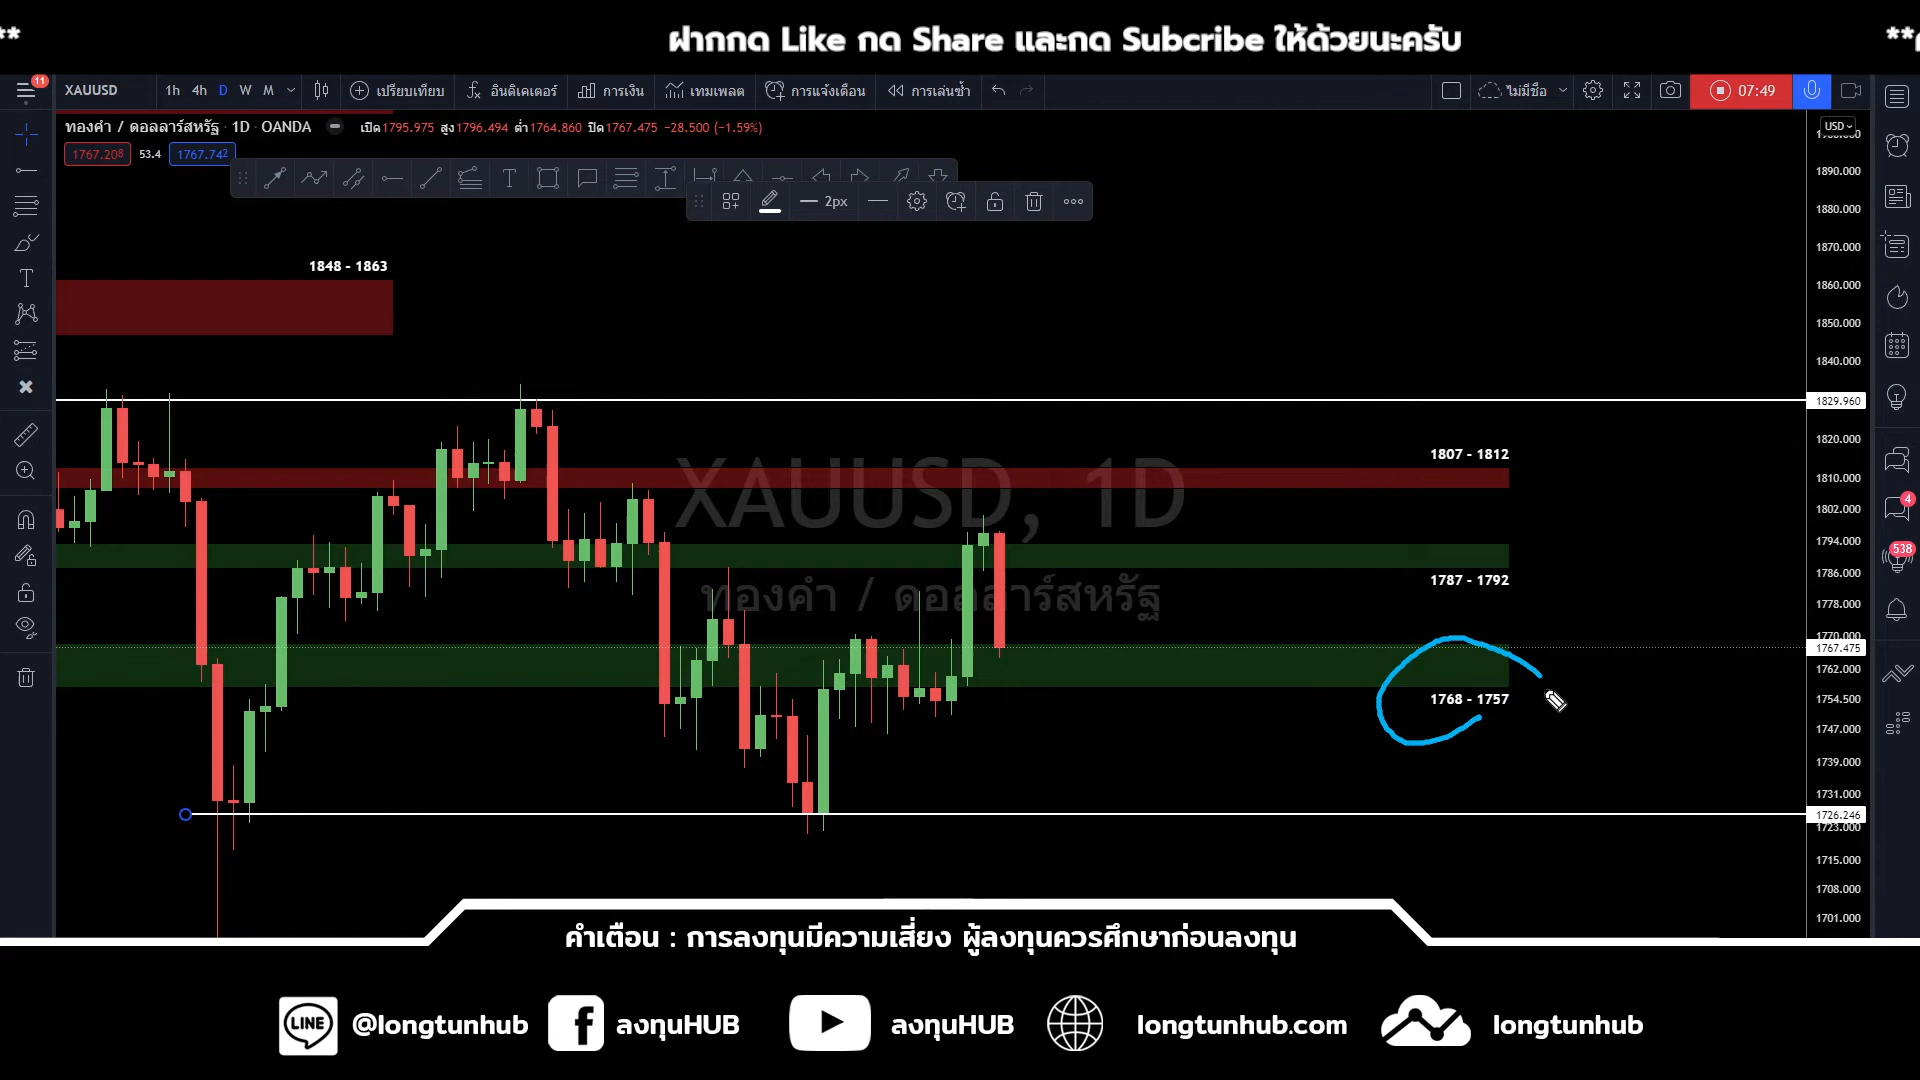 **
ฝากกด Like กด Share และกด Subcribe ให้ด้วยนะครับ
**
11
XAUUSD
1h 4h D W M
เปรียบเทียบ
อินดิเคเตอร์
การเงิน
เทมเพลต
การแจ้งเตือน
การเล่นซ้ำ
ไม่มีชื่อ
07:49
ทองคำ / ดอลลาร์สหรัฐ · 1D · OANDA
เปิด1795.975 สูง1796.494 ต่ำ1764.860 ปิด1767.475 −28.500 (−1.59%)
USD
1767.208 53.4 1767.742
2px
1890.000
1880.000
1870.000
1848 - 1863
1860.000
1850.000
1840.000
1829.960
1820.000
1807 - 1812
1810.000
XAUUSD, 1D
4
1802.000
1794.000
538
1787 - 1792
1786.000
ทองคำ / ดอลลาร์สหรัฐ
1778.000
1770.000
1767.475
1762.000
1768 - 1757
1754.500
1747.000
1739.000
1731.000
1726.246
1723.000
1715.000
1708.000
1701.000
คำเตือน : การลงทุนมีความเสี่ยง ผู้ลงทุนควรศึกษาก่อนลงทุน
LINE
@longtunhub
ลงทุนHUB
ลงทุนHUB
longtunhub.com
longtunhub